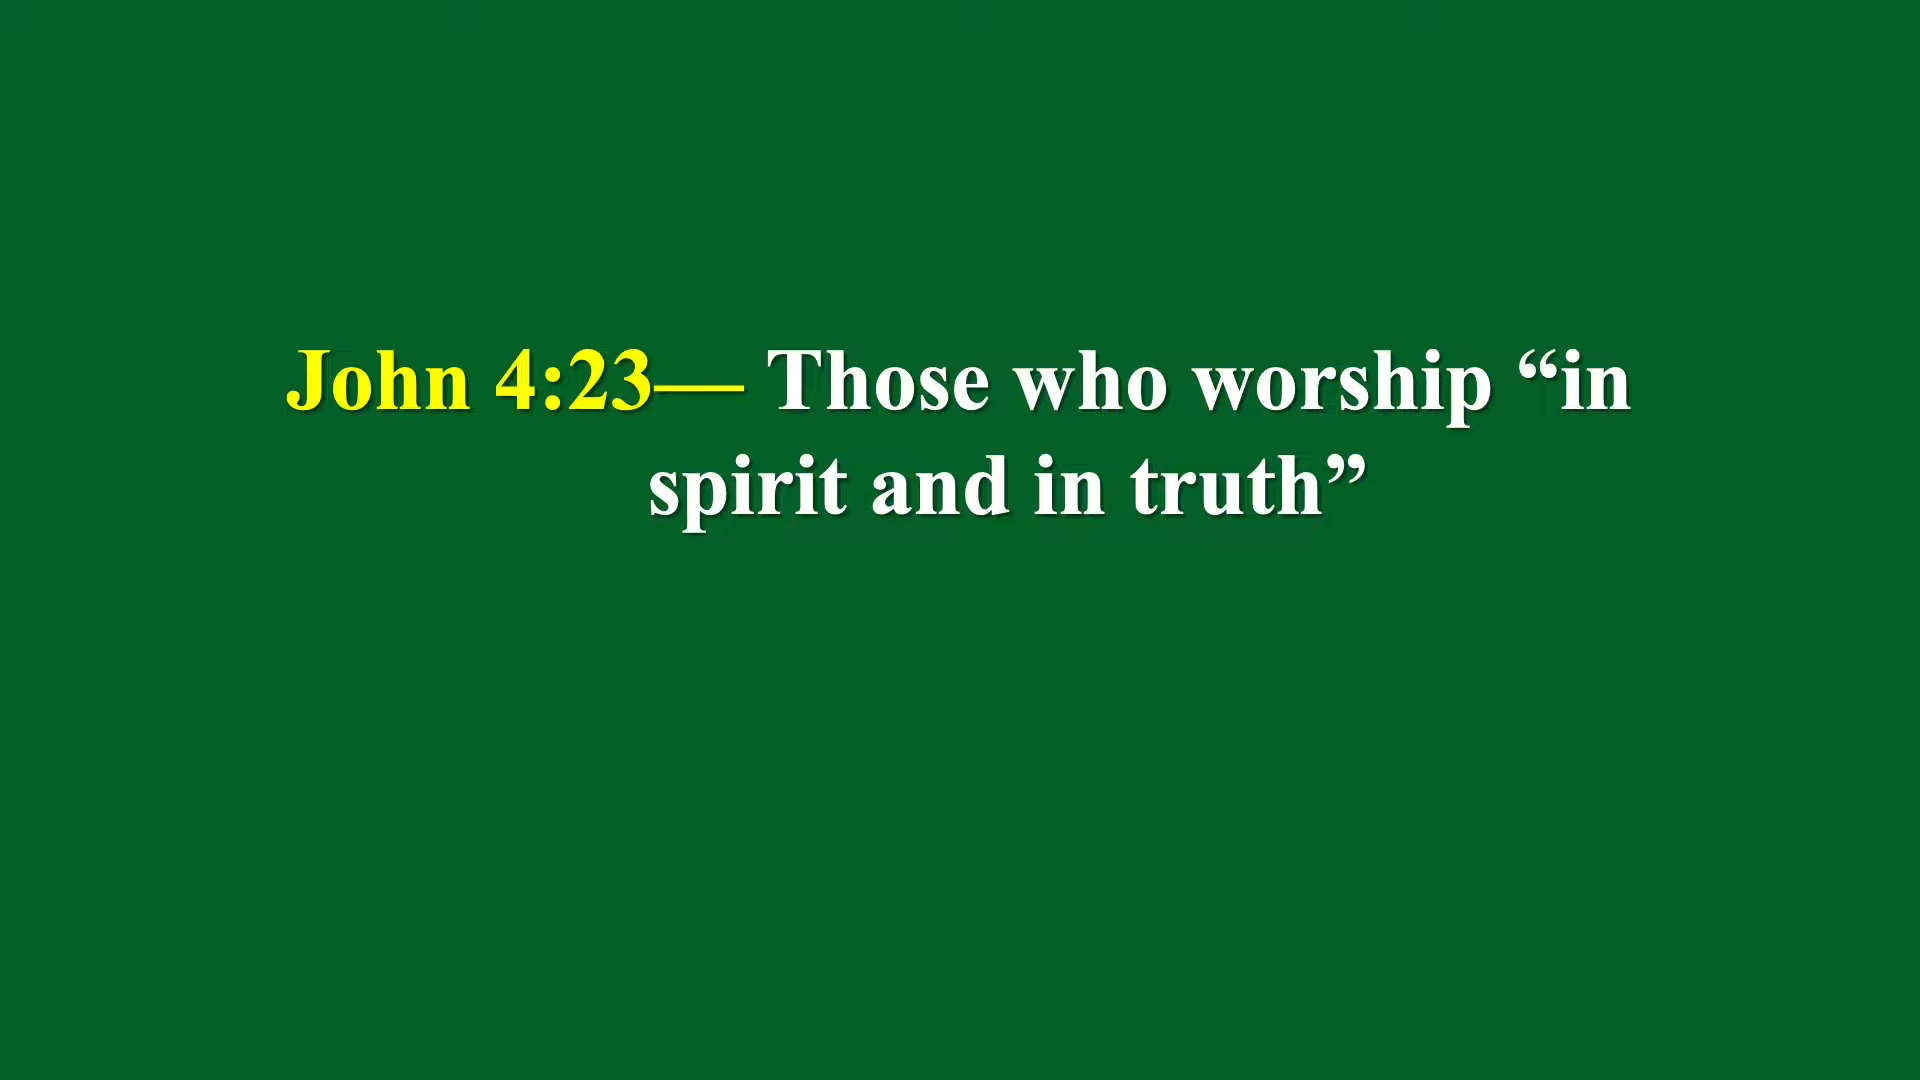 John 4:23— Those who worship “in
spirit and in truth”